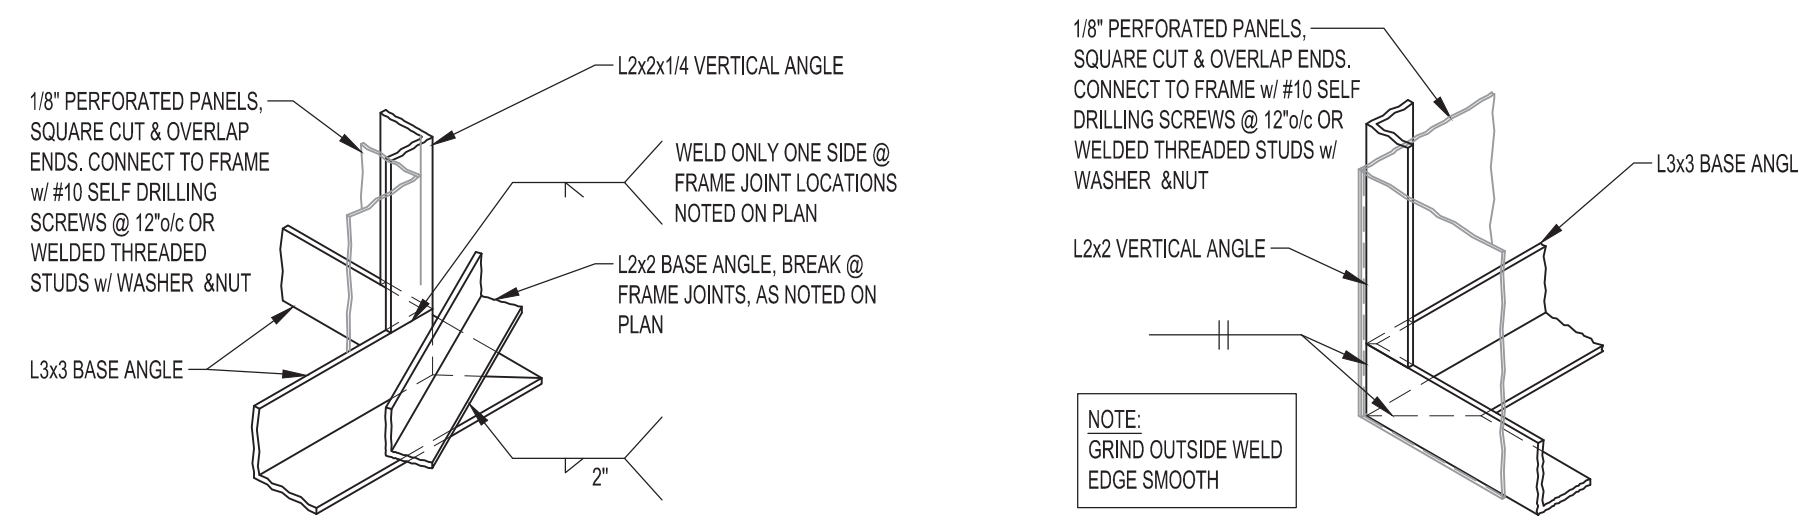 L2x2x1/4 VERTICAL ANGLE
1/8" PERFORATED PANELS,
SQUARE CUT & OVERLAP
ENDS. CONNECT TO FRAME
w/ #10 SELF DRILLING
SCREWS @ 12"o/c OR
WELDED THREADED
STUDS w/ WASHER &NUT
WELD ONLY ONE SIDE @
FRAME JOINT LOCATIONS
NOTED ON PLAN
L2x2 BASE ANGLE, BREAK @
FRAME JOINTS, AS NOTED ON
PLAN
L3x3 BASE ANGLE
2"
1/8" PERFORATED PANELS,
SQUARE CUT & OVERLAP ENDS.
CONNECT TO FRAME w/ #10 SELF
DRILLING SCREWS @ 12"o/c OR
WELDED THREADED STUDS w/
WASHER &NUT
L3x3 BASE ANGL
L2x2 VERTICAL ANGLE
NOTE:
GRIND OUTSIDE WELD
EDGE SMOOTH